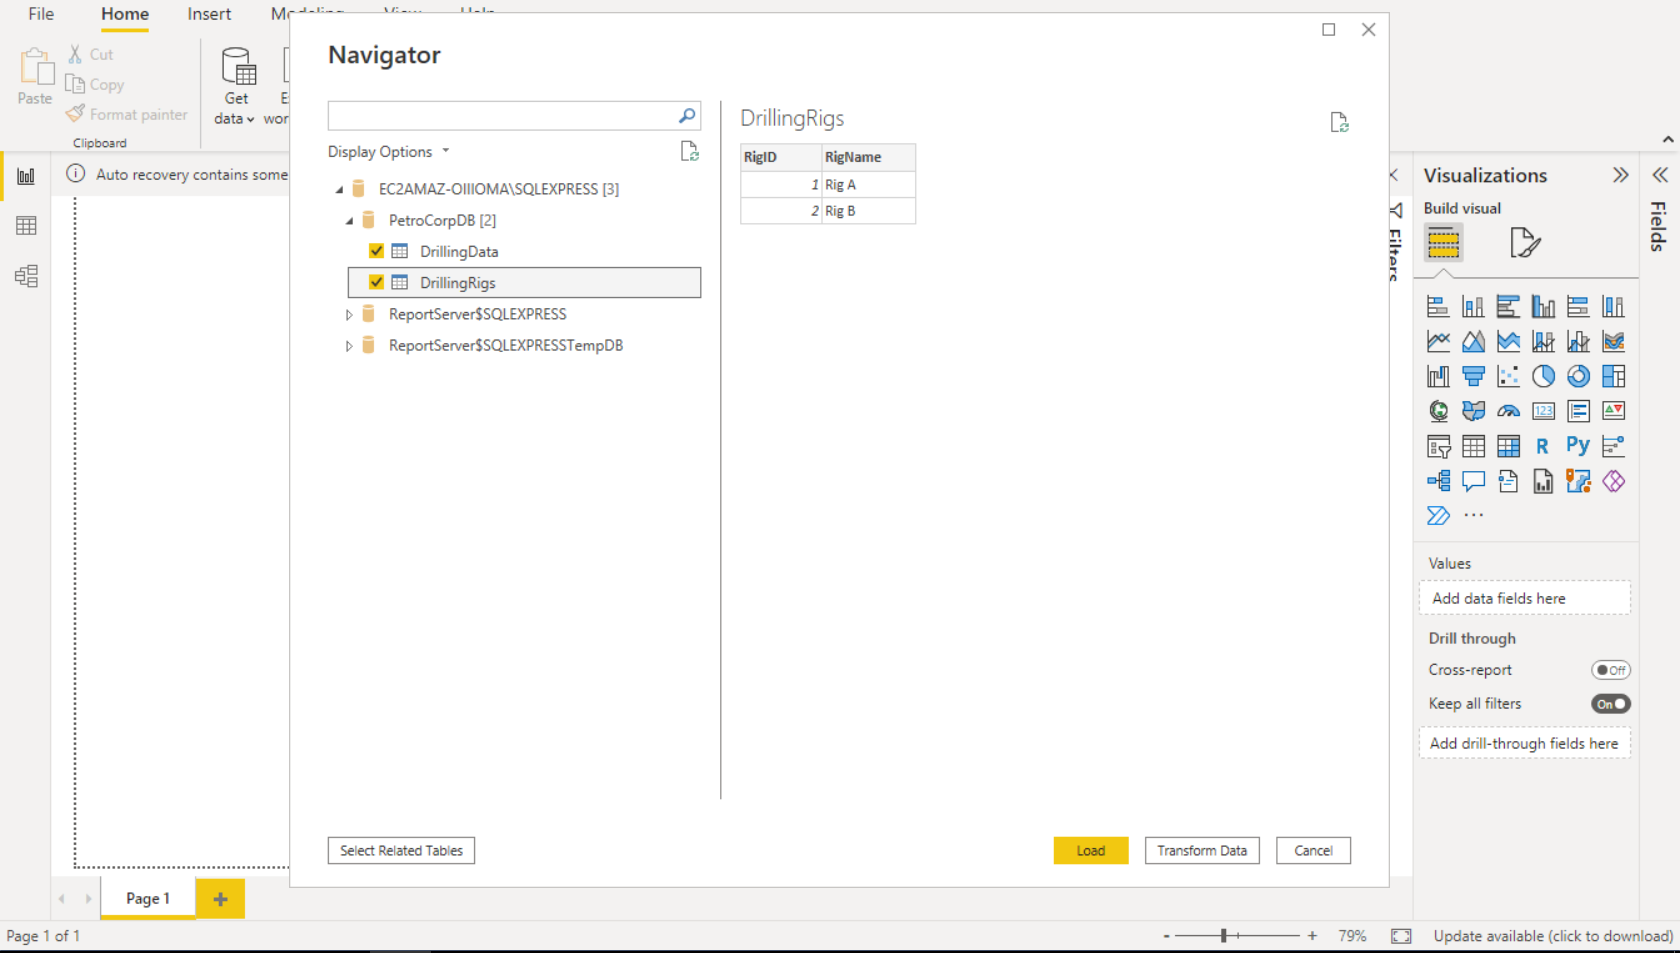 File Home Insert
Cut
Copy
Paste
Format painter
Clipboard
Get
data
Auto recovery contains some
Navigator
Display Options
EC2AMAZ-OIIIOMA\SQLEXPRESS [3]
PetroCorpDB [2]
DrillingData
DrillingRigs
ReportServer$SQLEXPRESS
ReportServer$SQLEXPRESSTempDB
DrillingRigs
RigID RigName
1 Rig A
2 Rig B
Select Related Tables
Load
Transform Data
Cancel
Filters
Visualizations
Build visual
123
R
Py
Values
Add data fields here
Drill through
Cross-report Off
Keep all filters On
Add drill-through fields here
Fields
Page 1
Page 1 of 1
- + 79%
Update available (click to download)